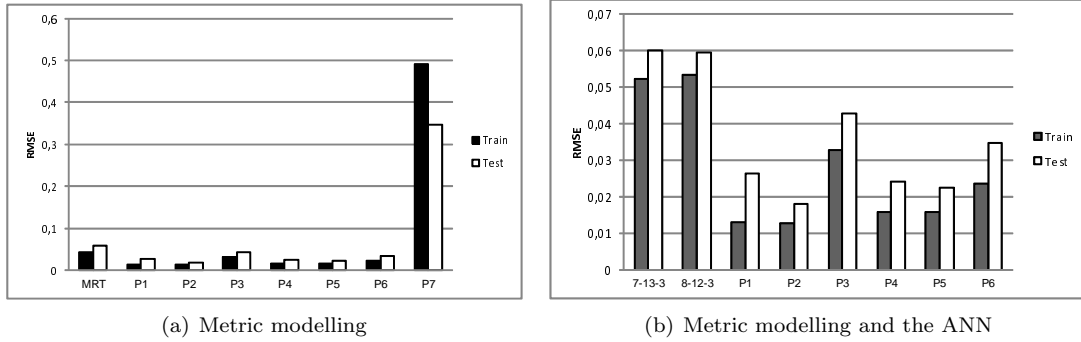 0,6
0,5
0,4
0,3
0,2
0,1
0
RMSE
MRT P1 P2 P3 P4 P5 P6 P7
Train
Test
(a) Metric modelling
0,07
0,06
0,05
0,04
0,03
0,02
0,01
0
RMSE
7-13-3 8-12-3 P1 P2 P3 P4 P5 P6
Train
Test
(b) Metric modelling and the ANN